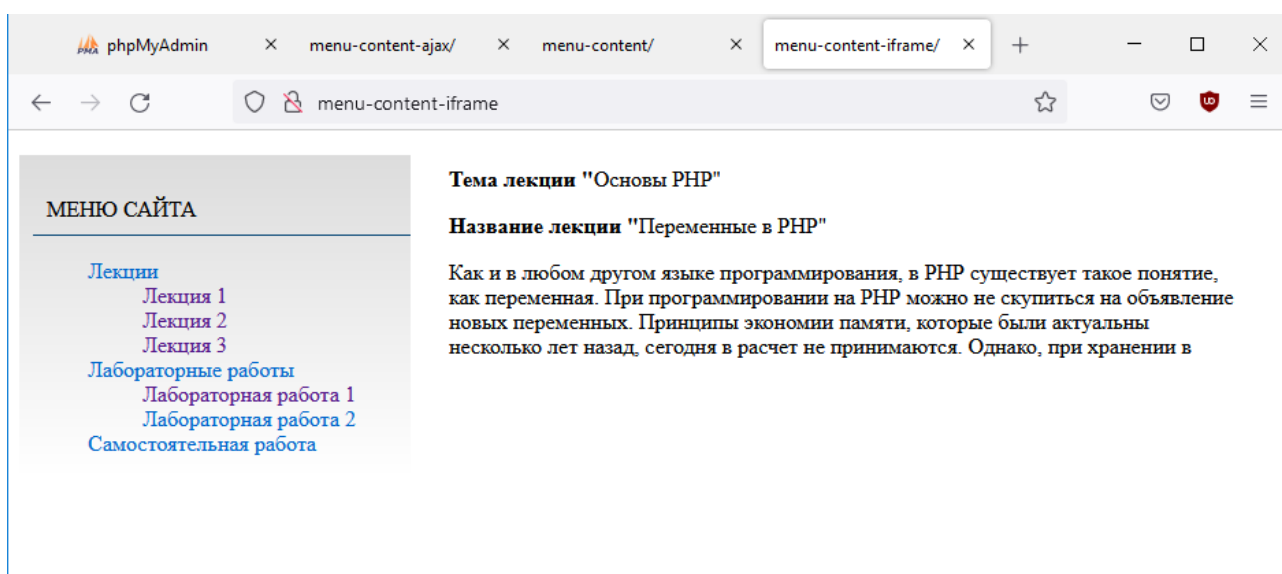 phpMyAdmin menu-content-ajax/ menu-content/ menu-content-iframe/
menu-content-iframe
МЕНЮ САЙТА
Лекции
Лекция 1
Лекция 2
Лекция 3
Лабораторные работы
Лабораторная работа 1
Лабораторная работа 2
Самостоятельная работа
Тема лекции "Основы PHP"
Название лекции "Переменные в PHP"
Как и в любом другом языке программирования, в PHP существует такое понятие,
как переменная. При программировании на PHP можно не скупиться на объявление
новых переменных. Принципы экономии памяти, которые были актуальны
несколько лет назад, сегодня в расчет не принимаются. Однако, при хранении в